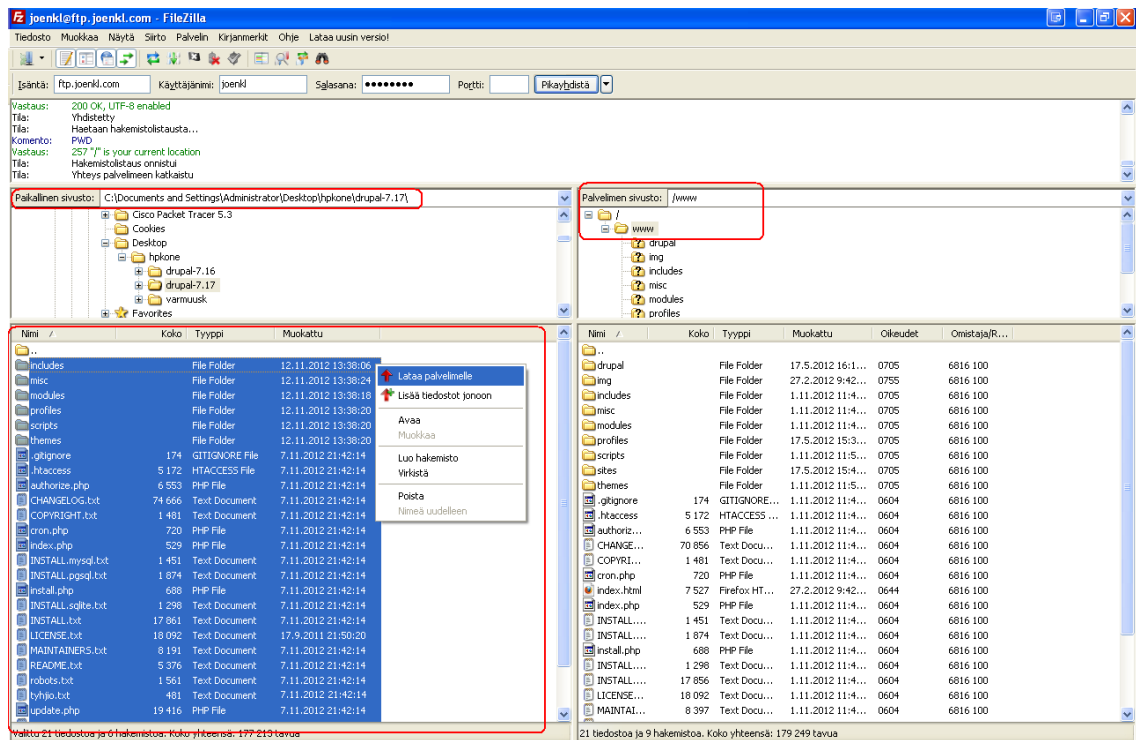 joenkl@ftp.joenkl.com - FileZilla
Tiedosto Muokkaa Näytä Siirto Palvelin Kirjanmerkit Ohje Lataa uusin versio!
Isäntä: ftp.joenkl.com Käyttäjänimi: joenkl Salasana: ●●●●●●●● Portti: Pikayhdistä
Vastaus: 200 OK, UTF-8 enabled
Tila: Yhdistetty
Tila: Haetaan hakemistolistausta...
Komento: PWD
Vastaus: 257 "/" is your current location
Tila: Hakemistolistaus onnistui
Tila: Yhteys palvelimeen katkaistu
Paikallinen sivusto: C:\Documents and Settings\Administrator\Desktop\hpkone\drupal-7.17\
Cisco Packet Tracer 5.3
Cookies
Desktop
hpkone
drupal-7.16
drupal-7.17
varmuusk
Favorites
Palvelimen sivusto: /www
/
www
drupal
img
includes
misc
modules
profiles
Nimi / Koko Tyyppi Muokattu
..
includes File Folder 12.11.2012 13:38:06
misc File Folder 12.11.2012 13:38:24
modules File Folder 12.11.2012 13:38:18
profiles File Folder 12.11.2012 13:38:20
scripts File Folder 12.11.2012 13:38:20
themes File Folder 12.11.2012 13:38:20
.gitignore 174 GITIGNORE File 7.11.2012 21:42:14
.htaccess 5 172 HTACCESS File 7.11.2012 21:42:14
authorize.php 6 553 PHP File 7.11.2012 21:42:14
CHANGELOG.txt 74 666 Text Document 7.11.2012 21:42:14
COPYRIGHT.txt 1 481 Text Document 7.11.2012 21:42:14
cron.php 720 PHP File 7.11.2012 21:42:14
index.php 529 PHP File 7.11.2012 21:42:14
INSTALL.mysql.txt 1 451 Text Document 7.11.2012 21:42:14
INSTALL.pgsql.txt 1 874 Text Document 7.11.2012 21:42:14
install.php 688 PHP File 7.11.2012 21:42:14
INSTALL.sqlite.txt 1 298 Text Document 7.11.2012 21:42:14
INSTALL.txt 17 861 Text Document 7.11.2012 21:42:14
LICENSE.txt 18 092 Text Document 17.9.2011 21:50:20
MAINTAINERS.txt 8 191 Text Document 7.11.2012 21:42:14
README.txt 5 376 Text Document 7.11.2012 21:42:14
robots.txt 1 561 Text Document 7.11.2012 21:42:14
tyhjio.txt 481 Text Document 7.11.2012 21:42:14
update.php 19 416 PHP File 7.11.2012 21:42:14
Valittu 21 tiedostoa ja 6 hakemistoa. Koko yhteensä: 177 213 tavua
Lataa palvelimelle
Lisää tiedostot jonoon
Avaa
Muokkaa
Luo hakemisto
Virkistä
Poista
Nimeä uudelleen
Nimi / Koko Tyyppi Muokattu Oikeudet Omistaja/R...
..
drupal File Folder 17.5.2012 16:1... 0705 6816 100
img File Folder 27.2.2012 9:42... 0755 6816 100
includes File Folder 1.11.2012 11:4... 0705 6816 100
misc File Folder 1.11.2012 11:4... 0705 6816 100
modules File Folder 1.11.2012 11:4... 0705 6816 100
profiles File Folder 17.5.2012 15:3... 0705 6816 100
scripts File Folder 1.11.2012 11:5... 0705 6816 100
sites File Folder 17.5.2012 15:4... 0705 6816 100
themes File Folder 1.11.2012 11:5... 0705 6816 100
.gitignore 174 GITIGNORE... 1.11.2012 11:4... 0604 6816 100
.htaccess 5 172 HTACCESS ... 1.11.2012 11:4... 0604 6816 100
authoriz... 6 553 PHP File 1.11.2012 11:4... 0604 6816 100
CHANGE... 70 856 Text Docu... 1.11.2012 11:4... 0604 6816 100
COPYRI... 1 481 Text Docu... 1.11.2012 11:4... 0604 6816 100
cron.php 720 PHP File 1.11.2012 11:4... 0604 6816 100
index.html 7 527 Firefox HT... 27.2.2012 9:42... 0644 6816 100
index.php 529 PHP File 1.11.2012 11:4... 0604 6816 100
INSTALL.... 1 451 Text Docu... 1.11.2012 11:4... 0604 6816 100
INSTALL.... 1 874 Text Docu... 1.11.2012 11:4... 0604 6816 100
install.php 688 PHP File 1.11.2012 11:4... 0604 6816 100
INSTALL.... 1 298 Text Docu... 1.11.2012 11:4... 0604 6816 100
INSTALL.... 17 856 Text Docu... 1.11.2012 11:4... 0604 6816 100
LICENSE... 18 092 Text Docu... 1.11.2012 11:4... 0604 6816 100
MAINTAI... 8 397 Text Docu... 1.11.2012 11:4... 0604 6816 100
21 tiedostoa ja 9 hakemistoa. Koko yhteensä: 179 249 tavua